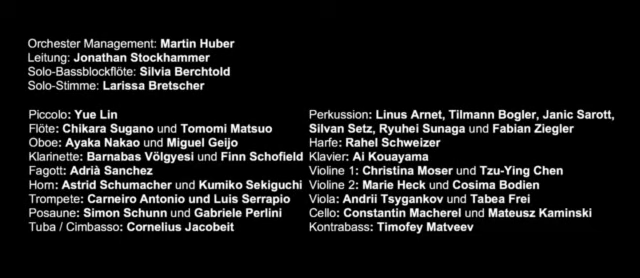 Orchester Management: Martin Huber
Leitung: Jonathan Stockhammer
Solo-Bassblockflöte: Silvia Berchtold
Solo-Stimme: Larissa Bretscher
Piccolo: Yue Lin
Flöte: Chikara Sugano und Tomomi Matsuo
Oboe: Ayaka Nakao und Miguel Geijo
Klarinette: Barnabas Völgyesi und Finn Schofield
Fagott: Adrià Sanchez
Horn: Astrid Schumacher und Kumiko Sekiguchi
Trompete: Carneiro Antonio und Luis Serrapio
Posaune: Simon Schunn und Gabriele Perlini
Tuba / Cimbasso: Cornelius Jacobeit
Perkussion: Linus Arnet, Tilmann Bogler, Janic Sarott,
Silvan Setz, Ryuhei Sunaga und Fabian Ziegler
Harfe: Rahel Schweizer
Klavier: Ai Kouayama
Violine 1: Christina Moser und Tzu-Ying Chen
Violine 2: Marie Heck und Cosima Bodien
Viola: Andrii Tsygankov und Tabea Frei
Cello: Constantin Macherel und Mateusz Kaminski
Kontrabass: Timofey Matveev